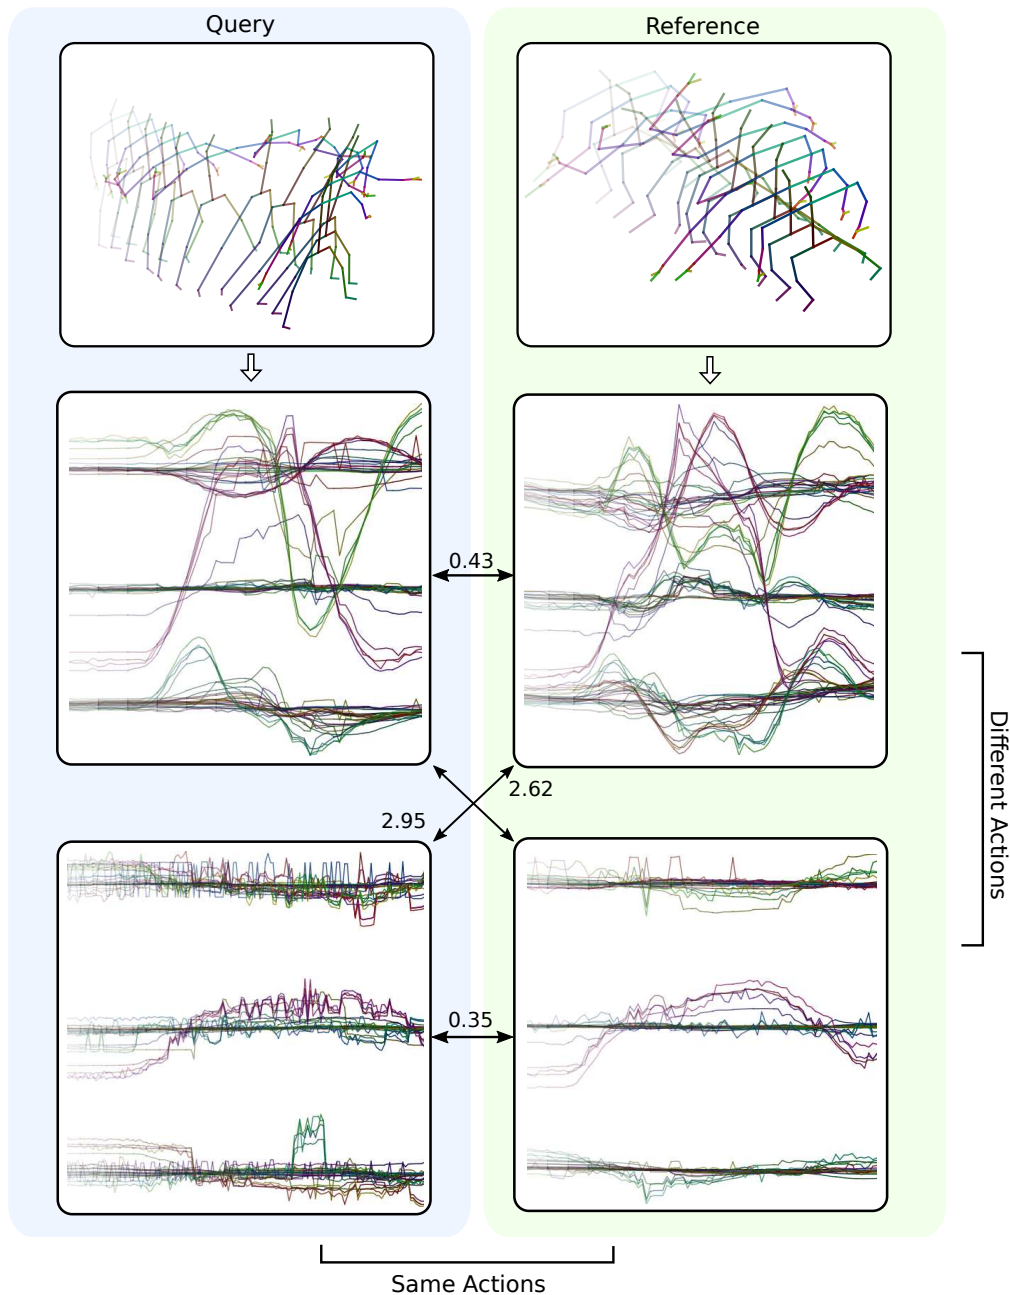 Query
Reference
0.43
2.62
2.95
Different Actions
0.35
Same Actions